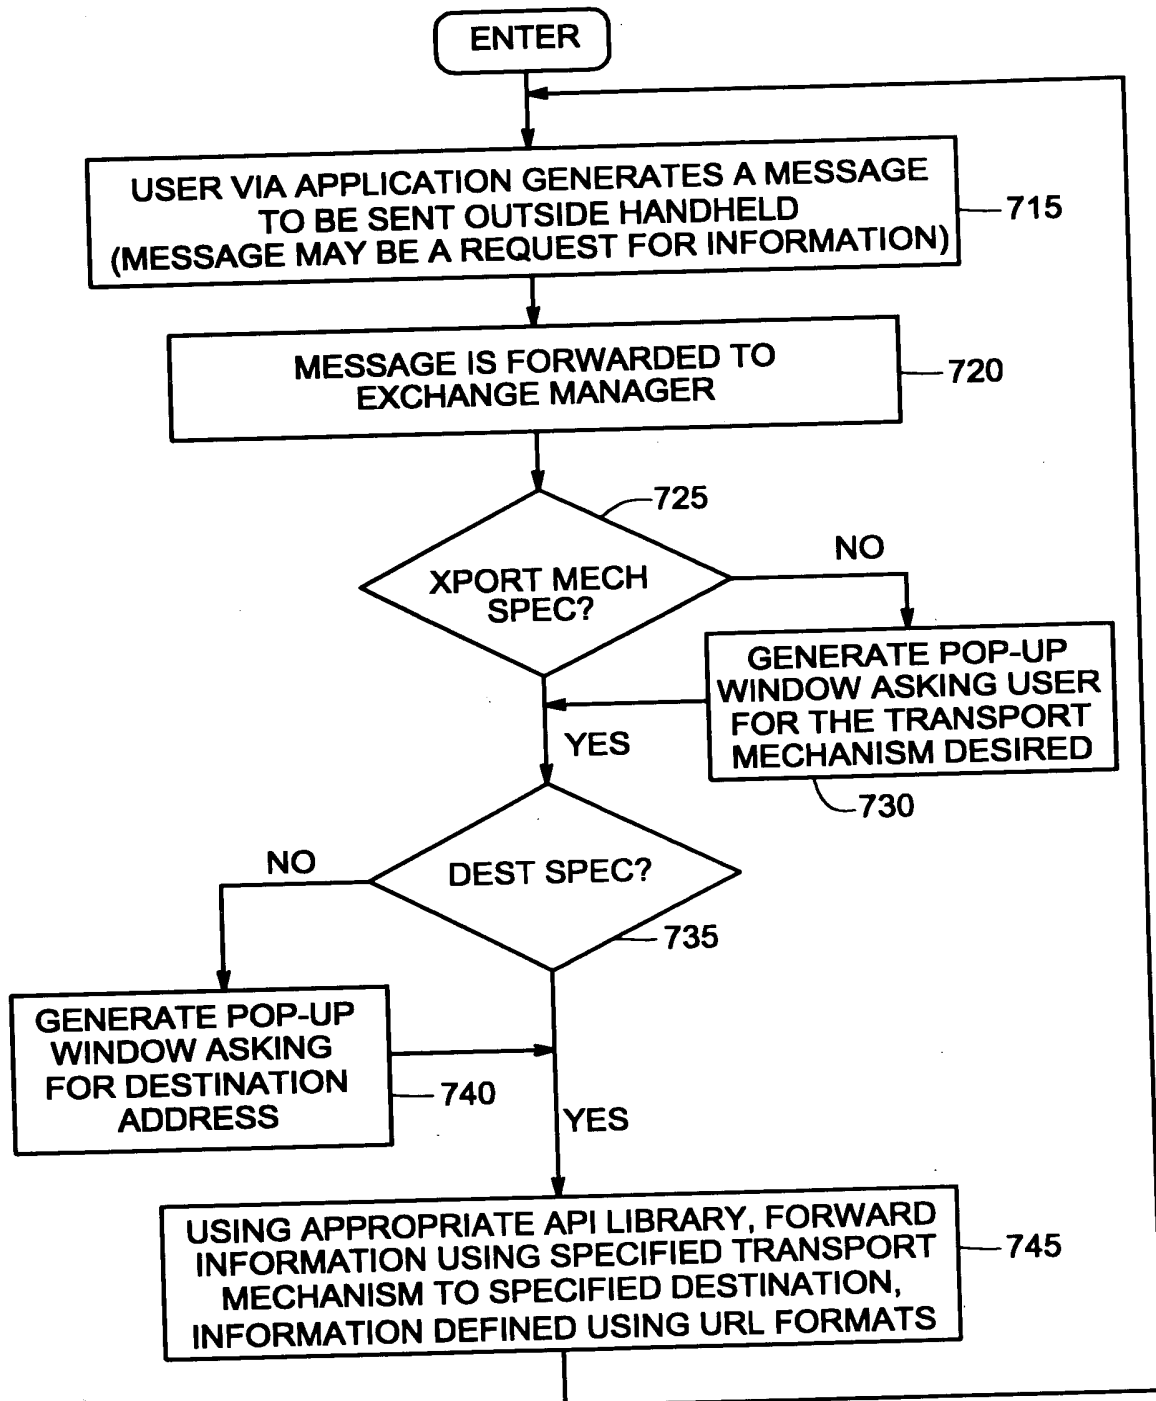 ENTER
USER VIA APPLICATION GENERATES A MESSAGE
TO BE SENT OUTSIDE HANDHELD
(MESSAGE MAY BE A REQUEST FOR INFORMATION)
715
MESSAGE IS FORWARDED TO
EXCHANGE MANAGER
720
725
XPORT MECH
SPEC?
NO
GENERATE POP-UP
WINDOW ASKING USER
FOR THE TRANSPORT
MECHANISM DESIRED
730
YES
DEST SPEC?
735
NO
GENERATE POP-UP
WINDOW ASKING
FOR DESTINATION
ADDRESS
740
YES
USING APPROPRIATE API LIBRARY, FORWARD
INFORMATION USING SPECIFIED TRANSPORT
MECHANISM TO SPECIFIED DESTINATION,
INFORMATION DEFINED USING URL FORMATS
745